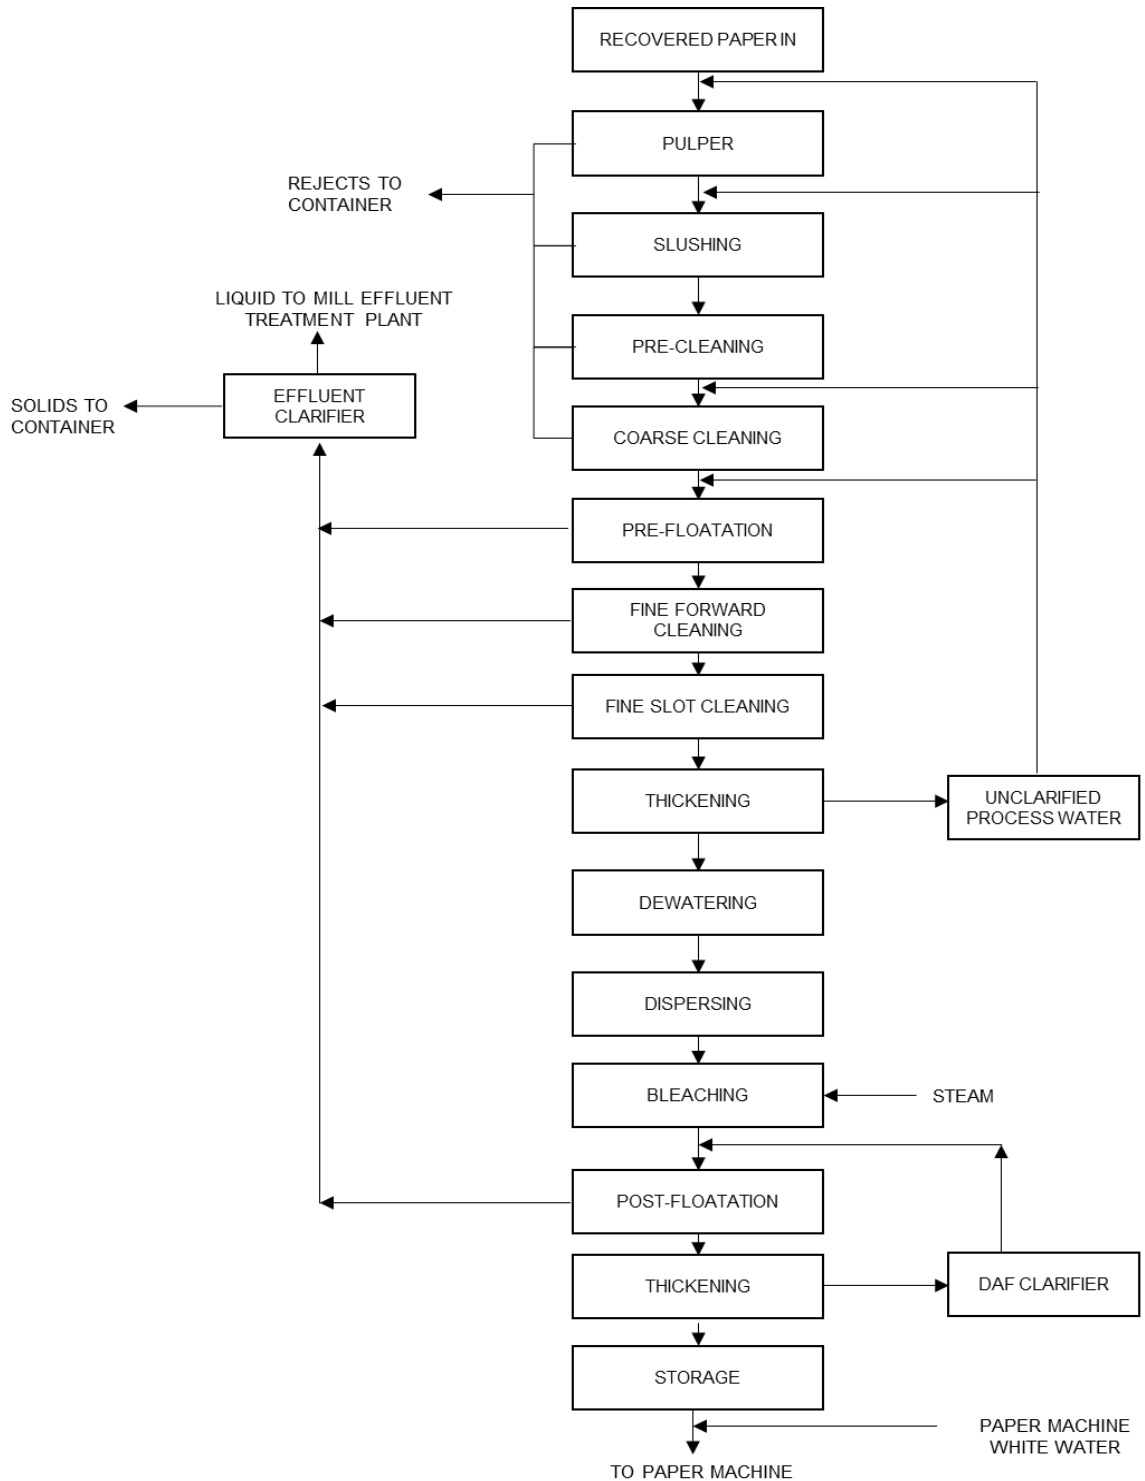 RECOVERED PAPER IN
PULPER
REJECTS TO
CONTAINER
SLUSHING
LIQUID TO MILL EFFLUENT
TREATMENT PLANT
PRE-CLEANING
EFFLUENT
CLARIFIER
SOLIDS TO
CONTAINER
COARSE CLEANING
PRE-FLOATATION
FINE FORWARD
CLEANING
FINE SLOT CLEANING
THICKENING
UNCLARIFIED
PROCESS WATER
DEWATERING
DISPERSING
BLEACHING
STEAM
POST-FLOATATION
THICKENING
DAF CLARIFIER
STORAGE
PAPER MACHINE
WHITE WATER
TO PAPER MACHINE